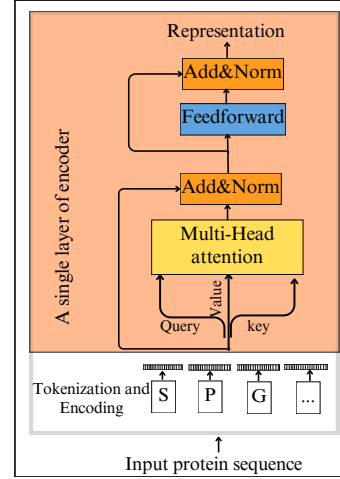 Representation
Add&Norm
Feedforward
Add&Norm
Multi-Head
attention
A single layer of encoder
Query
Value
key
Tokenization and
Encoding
S
P
G
...
Input protein sequence